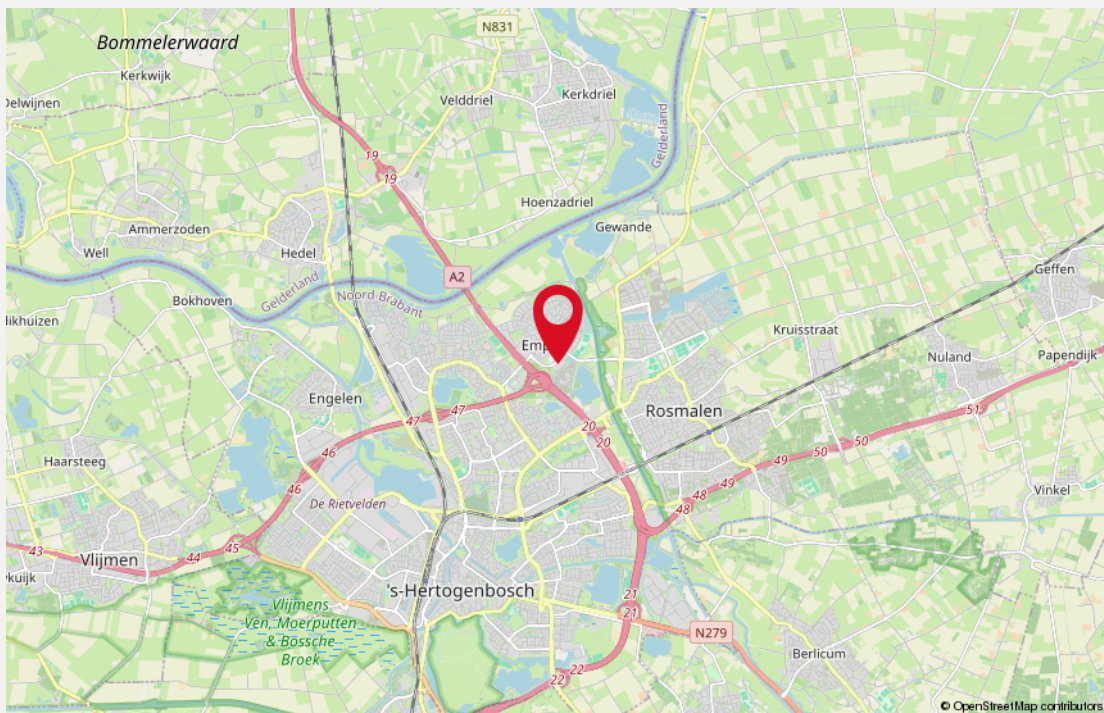 N831
Bommelerwaard
Kerkwijk
Delwijnen
Velddriel
Kerkdriel
19
19
Gelderland
Hoenzadriel
Ammerzoden
Gewande
Well
Hedel
A2
Geffen
Gelderland
Bokhoven
Noord-Brabant
Kruisstraat
Nuland
Papendijk
Engelen
47
47
Rosmalen
51
20
20
50
50
49
49
46
46
Haarsteeg
48
48
De Rietvelden
Vinkel
43
44
45
Vlijmen
's-Hertogenbosch
21
21
Vlijmens
Ven, Moerputten
& Bossche
Broek
N279
Berlicum
22
22
© OpenStreetMap contributors